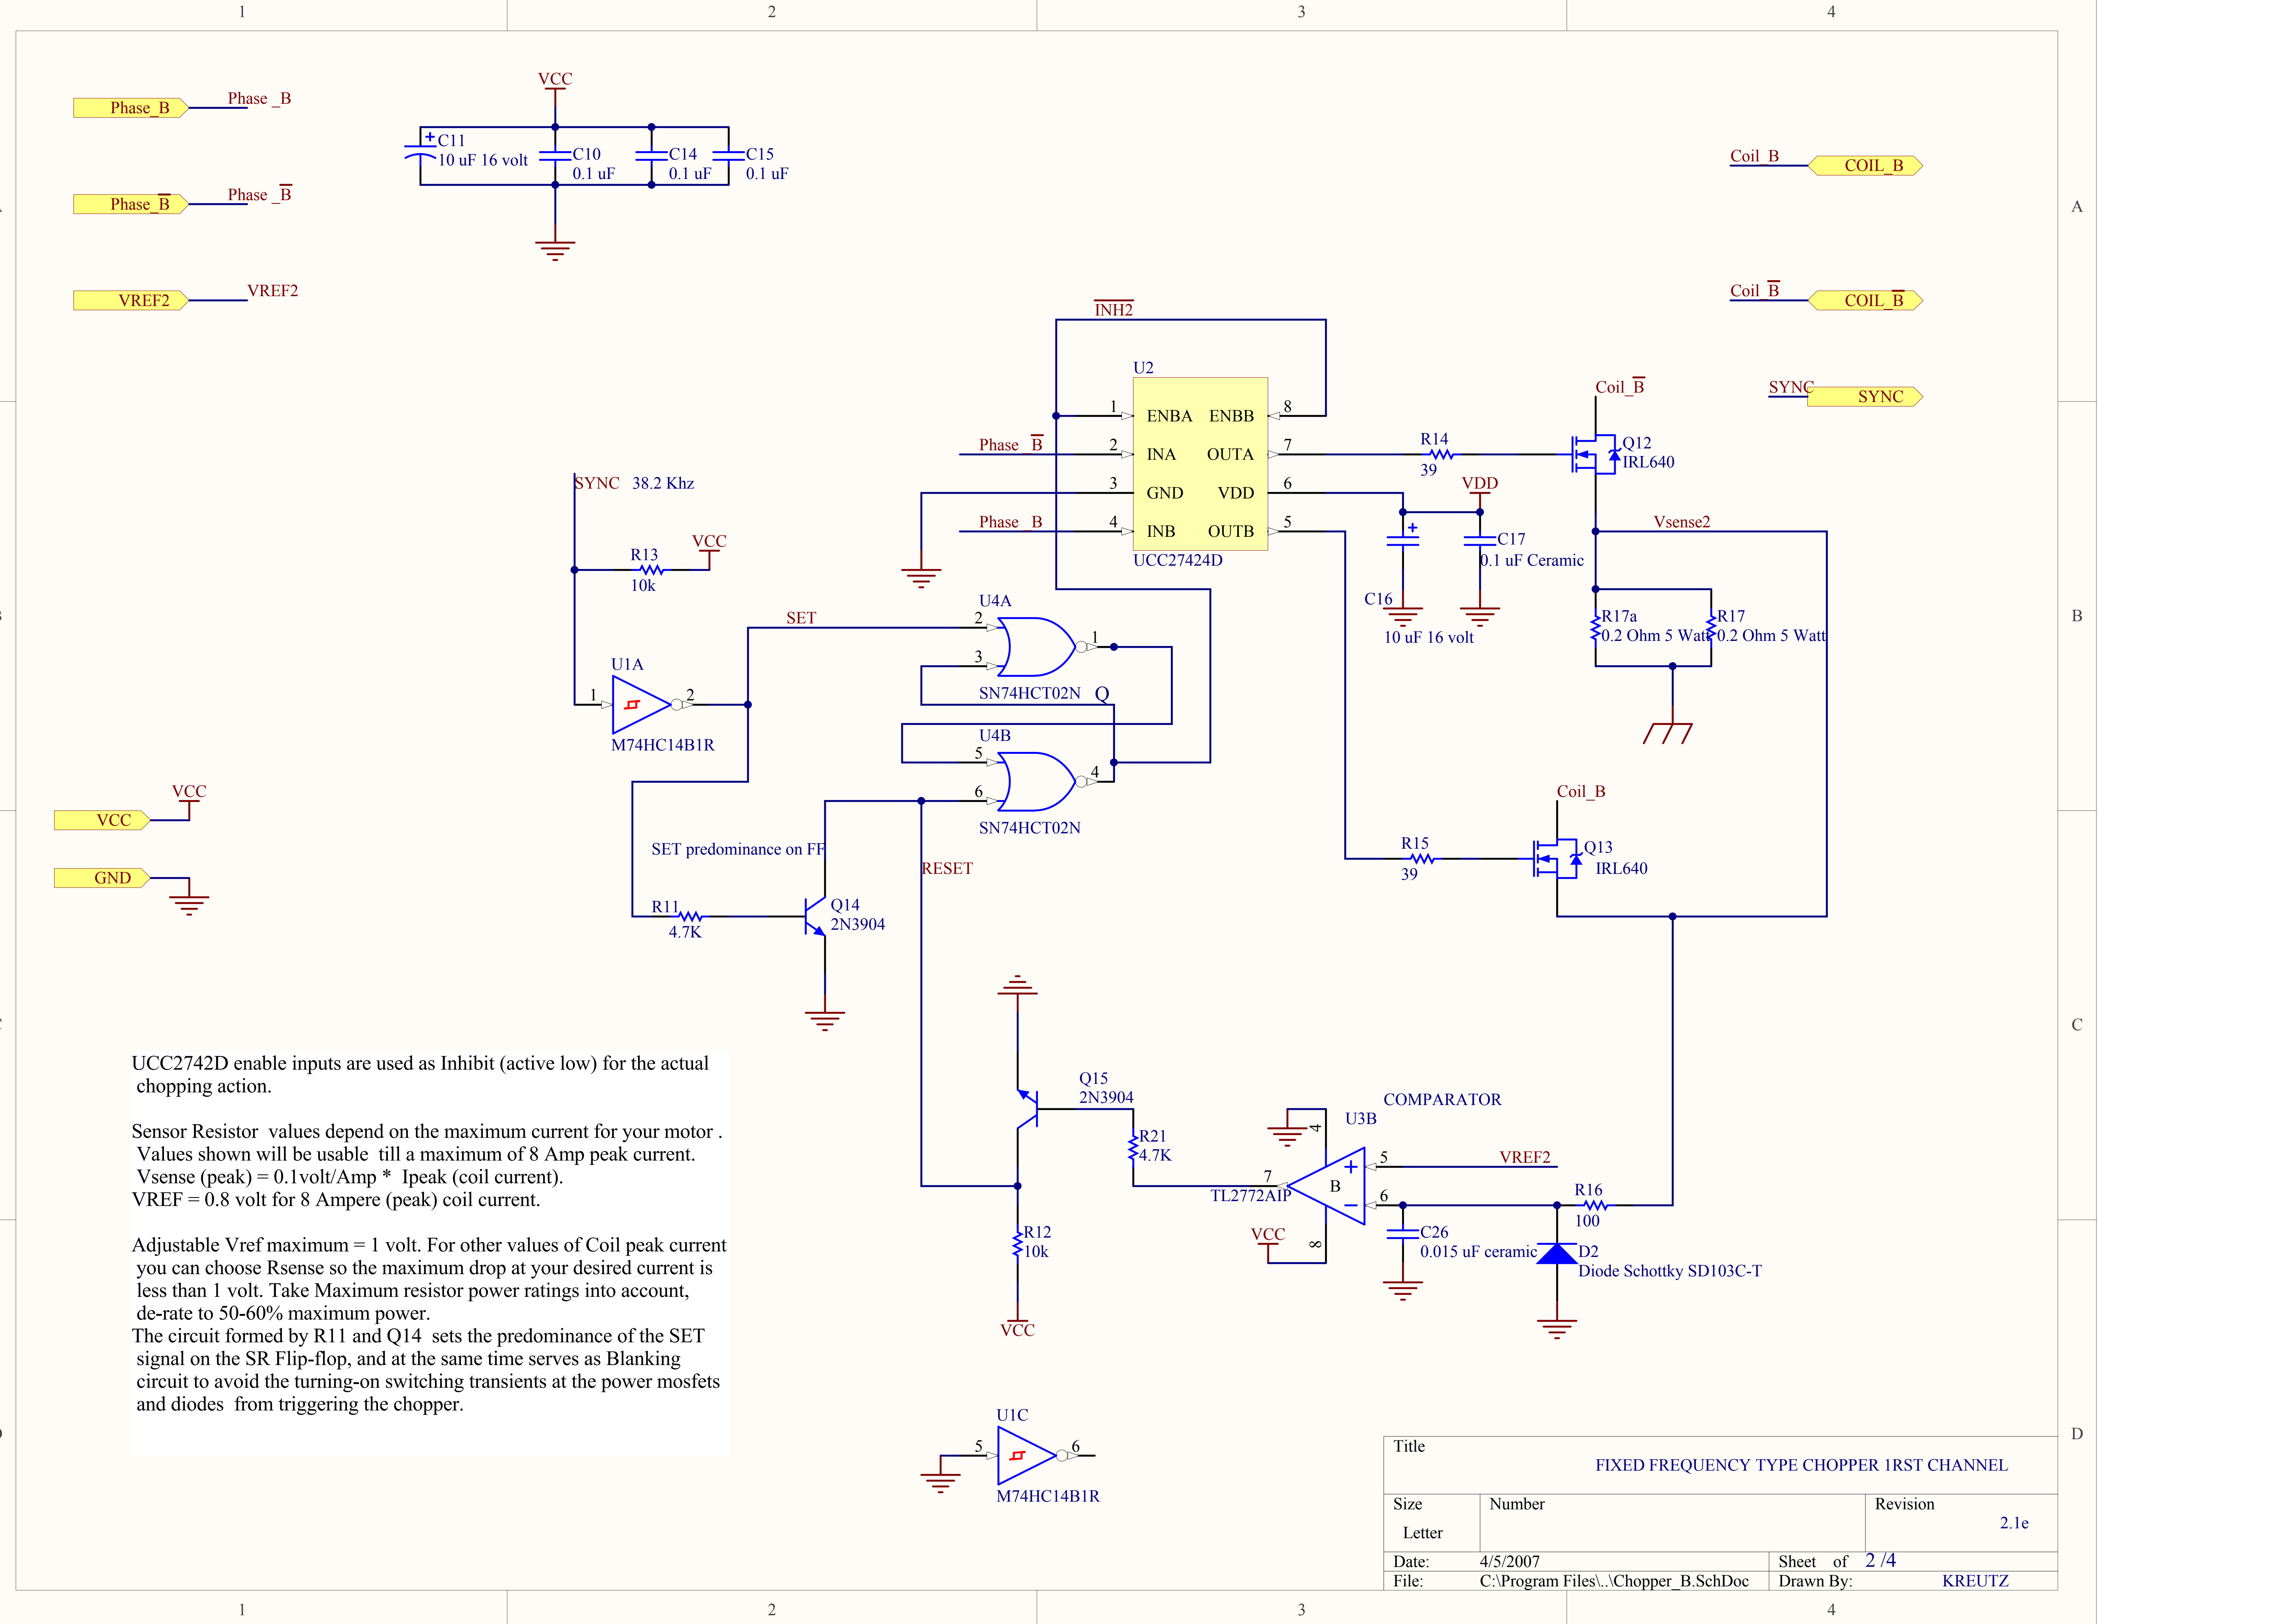 1
2
3
4
Phase_B
Phase _B
Phase_B̅
Phase _B̅
VREF2
VREF2
VCC
C11
10 uF 16 volt
C10
0.1 uF
C14
0.1 uF
C15
0.1 uF
Coil_B
COIL_B
Coil_B̅
COIL_B̅
SYNC
SYNC
A
I̅N̅H̅2̅
U2
1
ENBA
ENBB
8
Phase _B̅
2
INA
OUTA
7
3
GND
VDD
6
Phase _B
4
INB
OUTB
5
UCC27424D
R14
39
Coil_B̅
Q12
IRL640
VDD
C17
0.1 uF Ceramic
C16
10 uF 16 volt
Vsense2
R17a
0.2 Ohm 5 Watt
R17
0.2 Ohm 5 Watt
B
SYNC
38.2 Khz
R13
10k
VCC
SET
U4A
2
3
1
SN74HCT02N
Q
U1A
1
2
M74HC14B1R
U4B
5
6
4
SN74HCT02N
VCC
VCC
GND
SET predominance on FF
RESET
R11
4.7K
Q14
2N3904
Coil_B
R15
39
Q13
IRL640
C
UCC2742D enable inputs are used as Inhibit (active low) for the actual
chopping action.
Sensor Resistor values depend on the maximum current for your motor .
Values shown will be usable till a maximum of 8 Amp peak current.
Vsense (peak) = 0.1volt/Amp * Ipeak (coil current).
VREF = 0.8 volt for 8 Ampere (peak) coil current.
Adjustable Vref maximum = 1 volt. For other values of Coil peak current
you can choose Rsense so the maximum drop at your desired current is
less than 1 volt. Take Maximum resistor power ratings into account,
de-rate to 50-60% maximum power.
The circuit formed by R11 and Q14 sets the predominance of the SET
signal on the SR Flip-flop, and at the same time serves as Blanking
circuit to avoid the turning-on switching transients at the power mosfets
and diodes from triggering the chopper.
Q15
2N3904
R21
4.7K
COMPARATOR
U3B
4
5
VREF2
7
B
TL2772AIP
6
R16
100
VCC
8
C26
0.015 uF ceramic
D2
Diode Schottky SD103C-T
R12
10k
VCC
U1C
5
6
M74HC14B1R
D
Title
FIXED FREQUENCY TYPE CHOPPER 1RST CHANNEL
Size
Number
Revision
Letter
2.1e
Date:
4/5/2007
Sheet of 2 /4
File:
C:\Program Files\..\Chopper_B.SchDoc
Drawn By:
KREUTZ
1
2
3
4